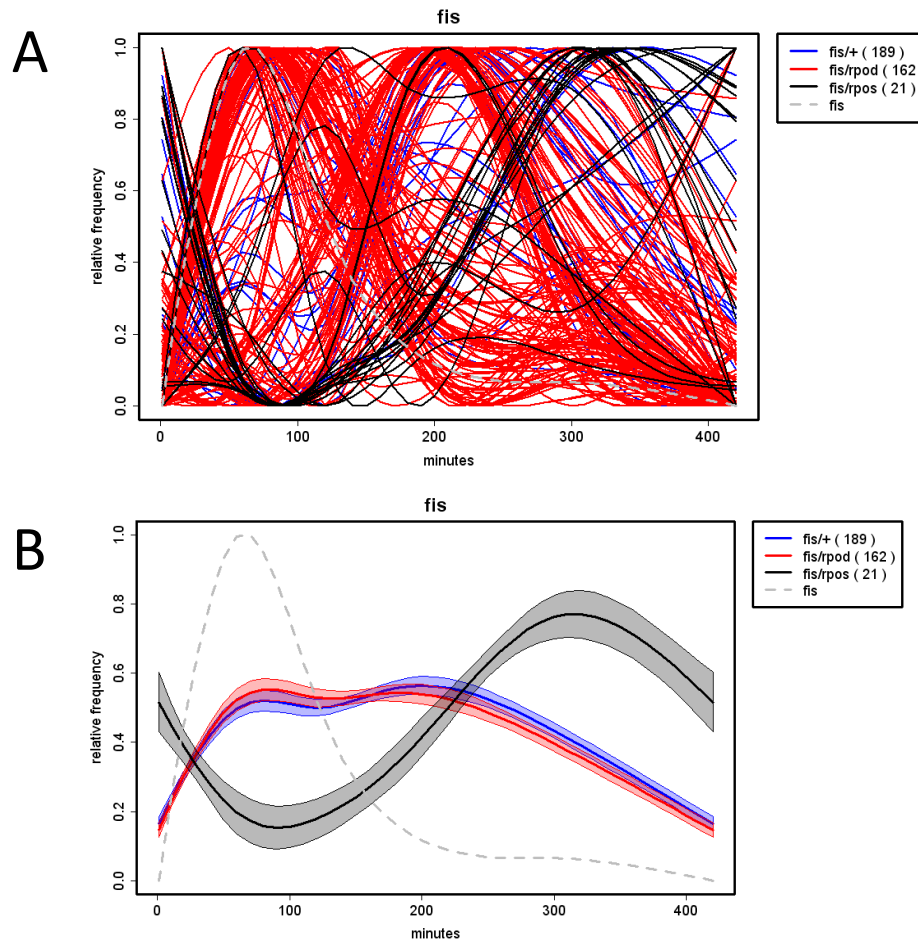 A
fis
fis/+ ( 189 )
fis/rpod ( 162
fis/rpos ( 21 )
fis
relative frequency
0.0 0.2 0.4 0.6 0.8 1.0
0 100 200 300 400
minutes
B
fis
fis/+ ( 189 )
fis/rpod ( 162 )
fis/rpos ( 21 )
fis
relative frequency
0.0 0.2 0.4 0.6 0.8 1.0
0 100 200 300 400
minutes